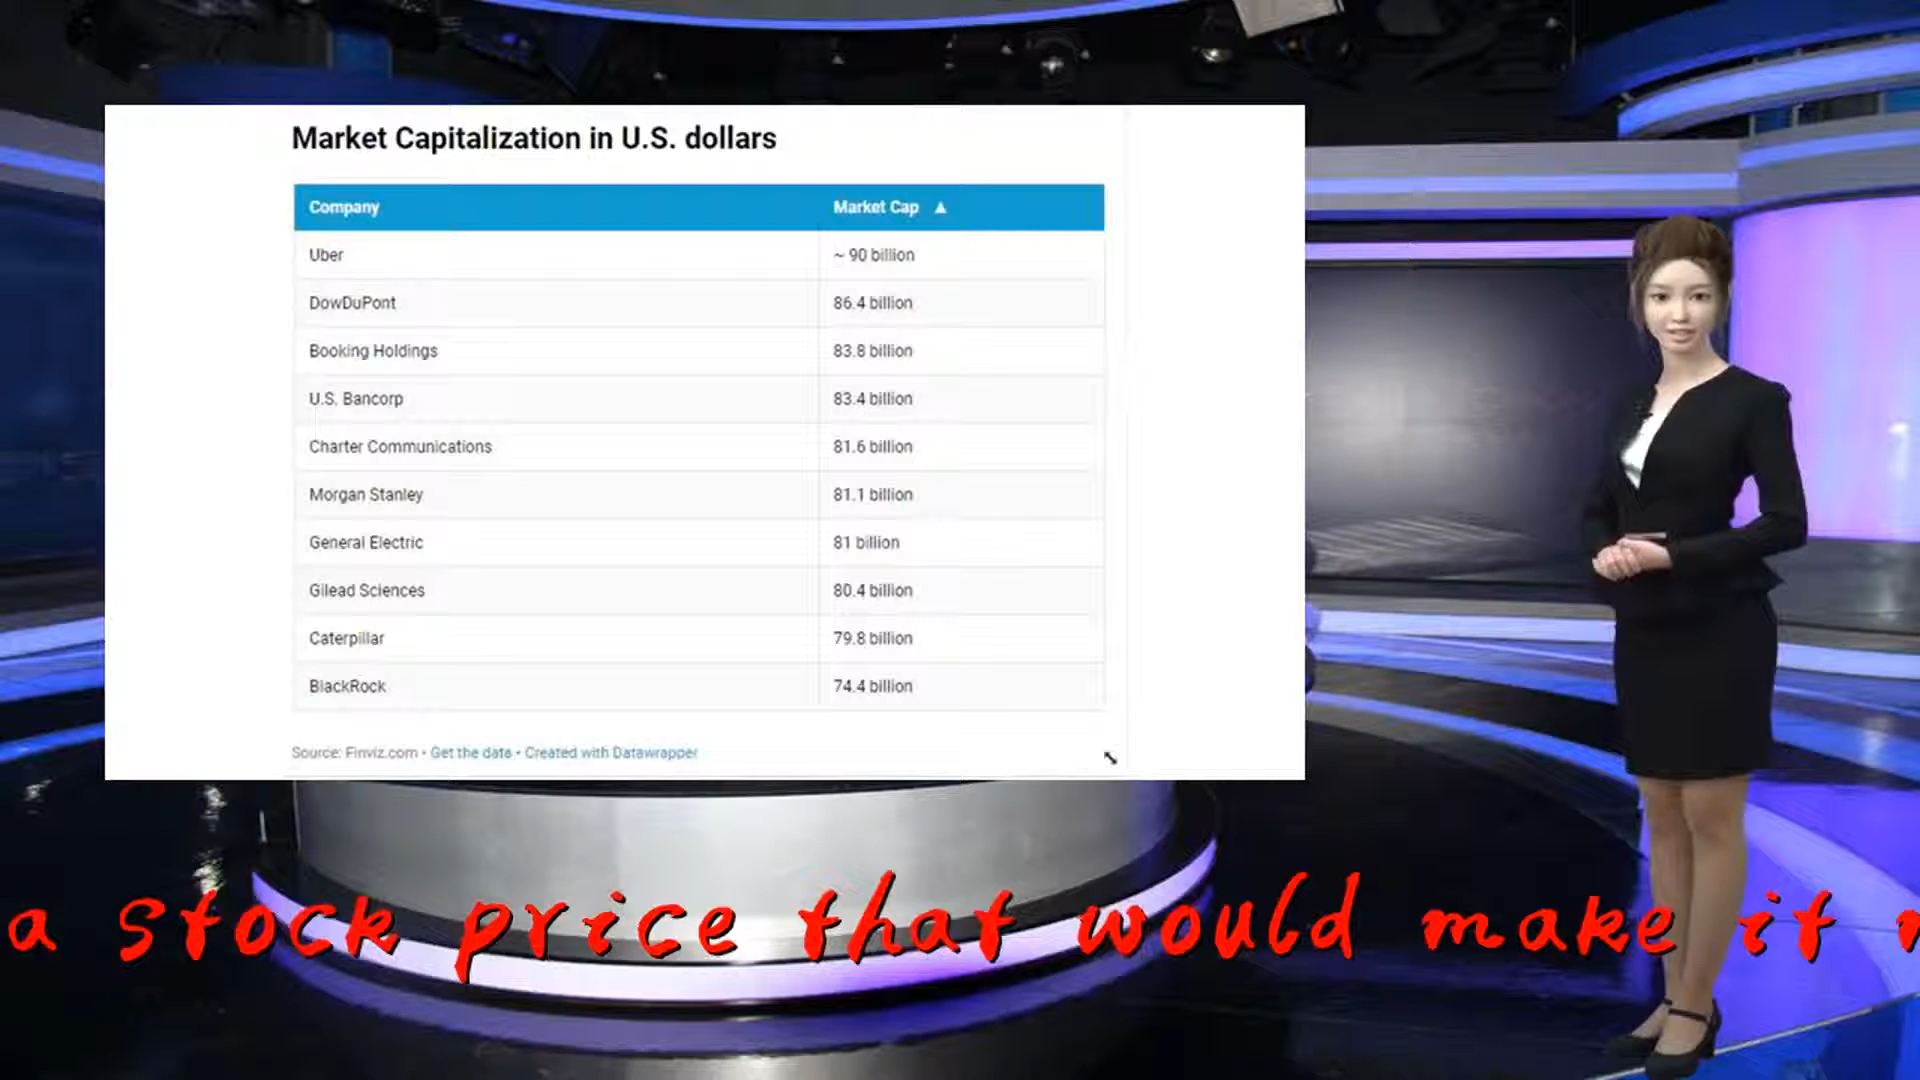 Market Capitalization in U.S. dollars
Company Market Cap ▲
Uber ~ 90 billion
DowDuPont 86.4 billion
Booking Holdings 83.8 billion
U.S. Bancorp 83.4 billion
Charter Communications 81.6 billion
Morgan Stanley 81.1 billion
General Electric 81 billion
Gilead Sciences 80.4 billion
Caterpillar 79.8 billion
BlackRock 74.4 billion
Source: Finviz.com • Get the data • Created with Datawrapper
a stock price that would make it